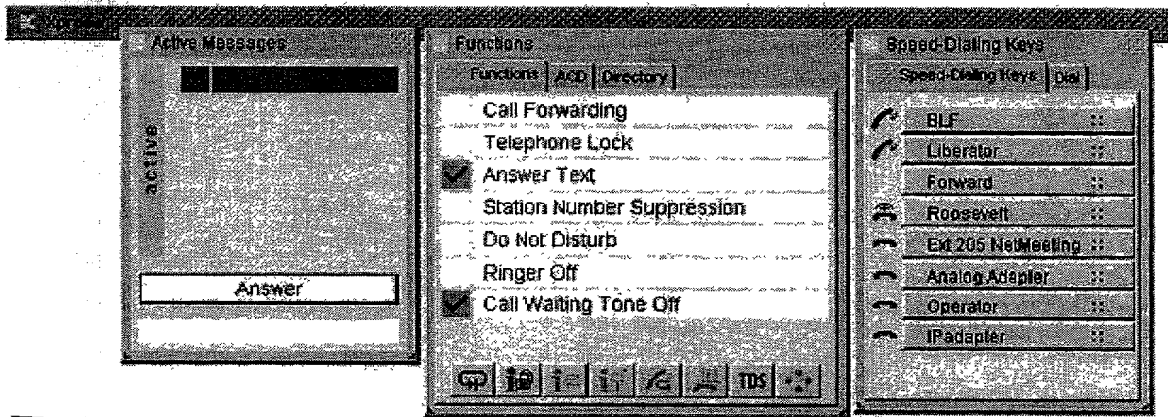 Active Messages
active
Answer
Functions
Functions ACD Directory
Call Forwarding
Telephone Lock
Answer Text
Station Number Suppression
Do Not Disturb
Ringer Off
Call Waiting Tone Off
TDS
Speed-Dialing Keys
Speed-Dialing Keys Dial
BLF
Liberator
Forward
Roosevelt
Ext 205 NetMeeting
Analog Adapter
Operator
IPadapter